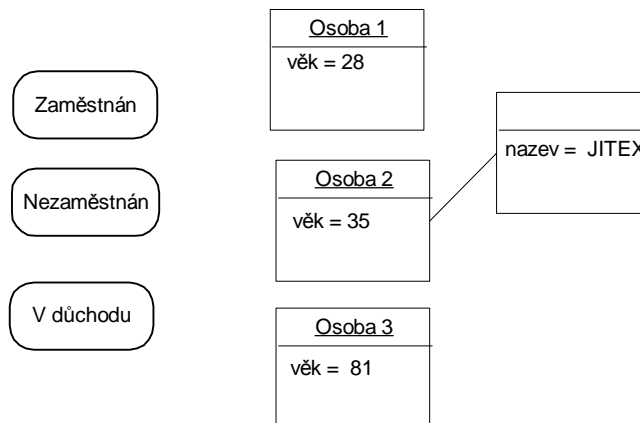 Osoba 1
věk = 28
Zaměstnán
nazev = JITEX
Osoba 2
Nezaměstnán
věk = 35
V důchodu
Osoba 3
věk = 81